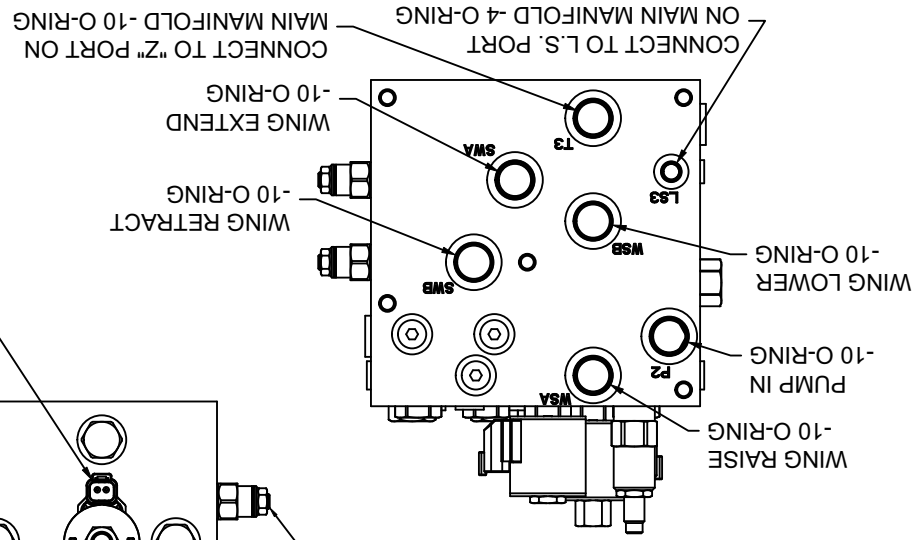 WING RAISE
-10 O-RING
PUMP IN
-10 O-RING
WING LOWER
-10 O-RING
CONNECT TO L.S. PORT
ON MAIN MANIFOLD -4 O-RING
WING RETRACT
-10 O-RING
WING EXTEND
-10 O-RING
CONNECT TO "Z" PORT ON
MAIN MANIFOLD -10 O-RING
WSA
P2
SWB
WSB
LS3
SWA
T3